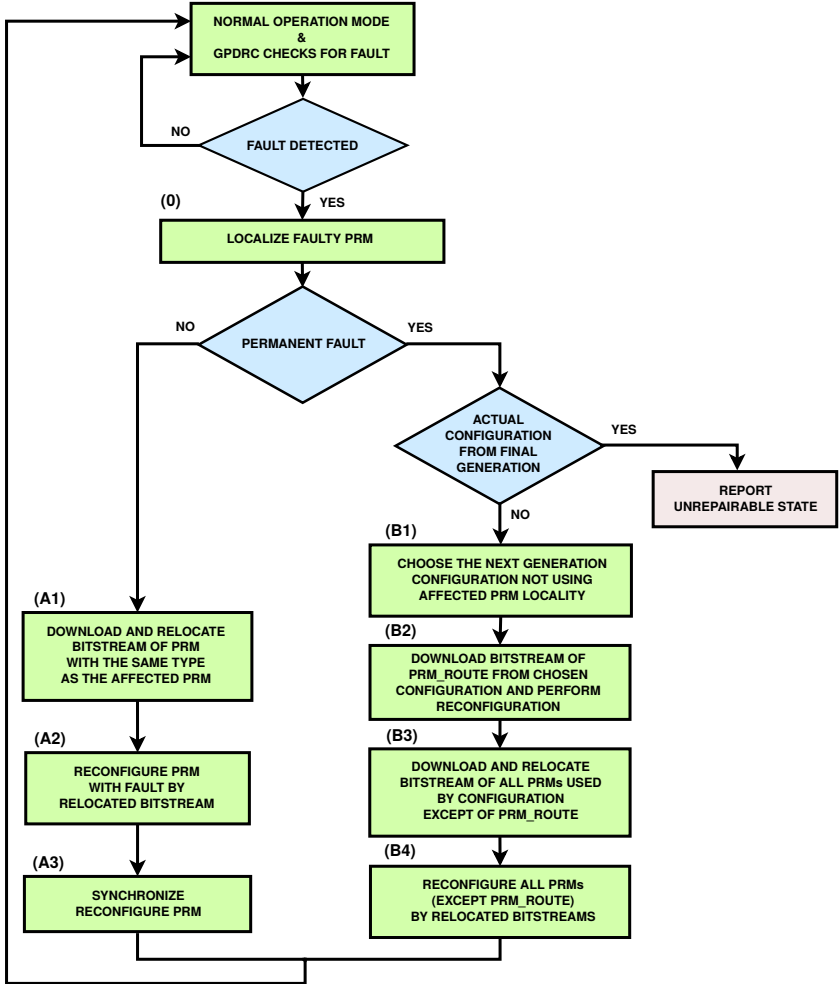 NORMAL OPERATION MODE
&
GPDRC CHECKS FOR FAULT
NO
FAULT DETECTED
YES
(0)
LOCALIZE FAULTY PRM
NO
PERMANENT FAULT
YES
ACTUAL
CONFIGURATION
FROM FINAL
GENERATION
YES
REPORT
UNREPAIRABLE STATE
NO
(B1)
CHOOSE THE NEXT GENERATION
CONFIGURATION NOT USING
AFFECTED PRM LOCALITY
(A1)
DOWNLOAD AND RELOCATE
BITSTREAM OF PRM
WITH THE SAME TYPE
AS THE AFFECTED PRM
(B2)
DOWNLOAD BITSTREAM OF
PRM_ROUTE FROM CHOSEN
CONFIGURATION AND PERFORM
RECONFIGURATION
(A2)
RECONFIGURE PRM
WITH FAULT BY
RELOCATED BITSTREAM
(B3)
DOWNLOAD AND RELOCATE
BITSTREAM OF ALL PRMs USED
BY CONFIGURATION
EXCEPT OF PRM_ROUTE
(A3)
SYNCHRONIZE
RECONFIGURE PRM
(B4)
RECONFIGURE ALL PRMs
(EXCEPT PRM_ROUTE)
BY RELOCATED BITSTREAMS